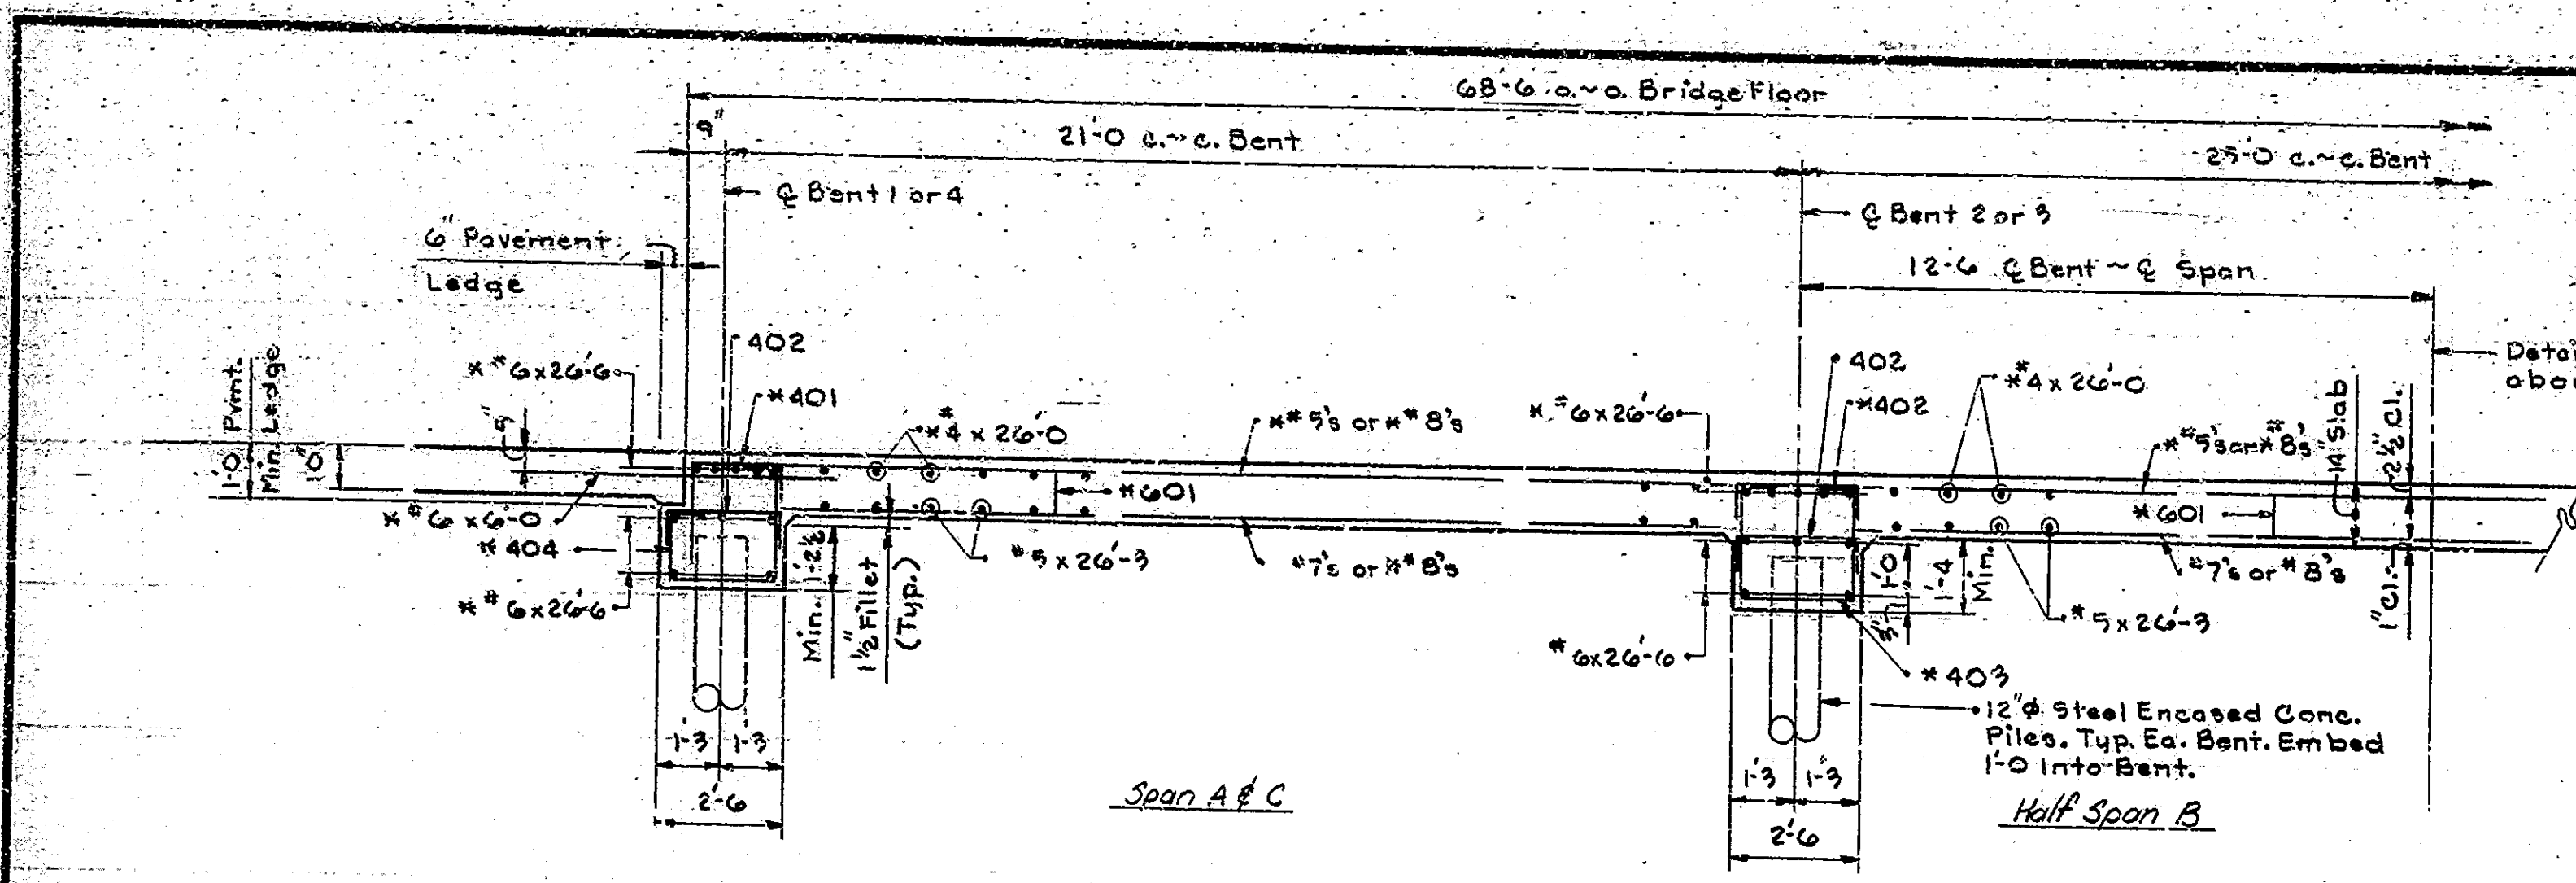 68'-6 o.~o. Bridge Floor
9"
21'-0 c.~c. Bent
25'-0 c.~c. Bent
℄ Bent 1 or 4
℄ Bent 2 or 3
6" Pavement
Ledge
12'-6 ℄ Bent ~ ℄ Span
402
*401
* #6x26'-6
1'-0 Pvmt.
Min. Ledge
1'-0"
9"
* #4 x 26'-0
* #5's or * #8's
* #6x26'-6
402
*402
* #4 x 26'-0
* #5's or * #8's
14" Slab
2½" Cl.
* #6 x 6'-0
*404
* #6x26'-6
*601
#5 x 26'-3
#7's or * #8's
Min. 1'-2½
1½" Fillet
(Typ.)
#6x26'-6
3"
1'-0
1'-4
Min.
*601
#7's or #8's
#5 x 26'-3
1" Cl.
*403
12"ø Steel Encased Conc.
Piles. Typ. Ea. Bent. Embed
1'-0 Into Bent.
1'-3 1'-3
2'-6
1'-3 1'-3
2'-6
Span A & C
Half Span B